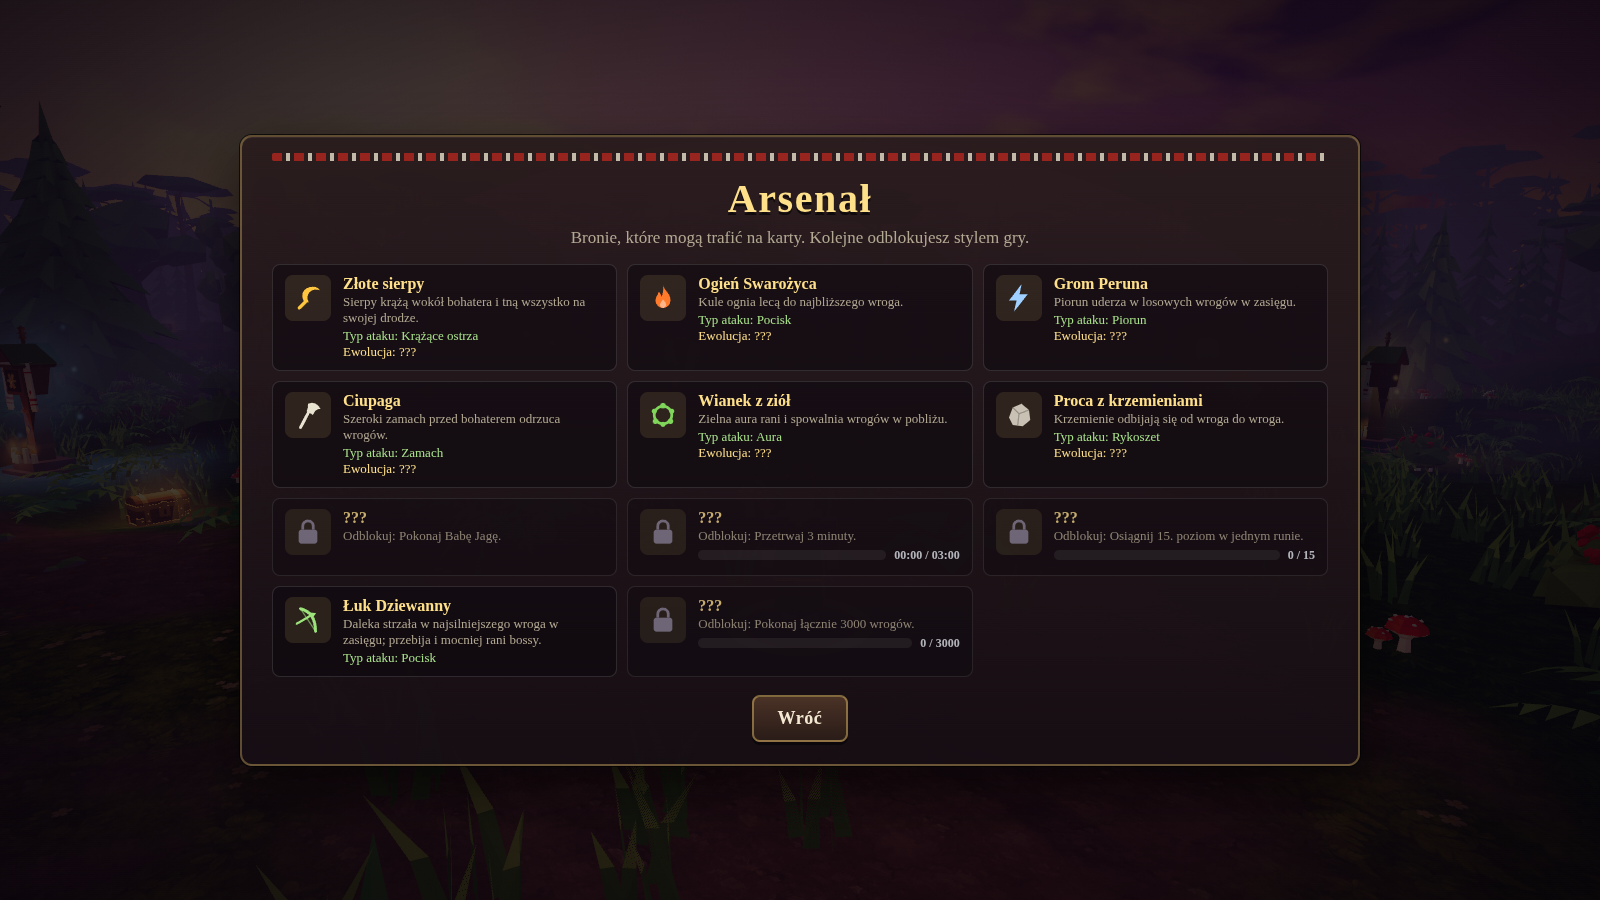 Arsenał
Bronie, które mogą trafić na karty. Kolejne odblokujesz stylem gry.
Złote sierpy
Sierpy krążą wokół bohatera i tną wszystko na
swojej drodze.
Typ ataku: Krążące ostrza
Ewolucja: ???
Ogień Swarożyca
Kule ognia lecą do najbliższego wroga.
Typ ataku: Pocisk
Ewolucja: ???
Grom Peruna
Piorun uderza w losowych wrogów w zasięgu.
Typ ataku: Piorun
Ewolucja: ???
Ciupaga
Szeroki zamach przed bohaterem odrzuca
wrogów.
Typ ataku: Zamach
Ewolucja: ???
Wianek z ziół
Zielna aura rani i spowalnia wrogów w pobliżu.
Typ ataku: Aura
Ewolucja: ???
Proca z krzemieniami
Krzemienie odbijają się od wroga do wroga.
Typ ataku: Rykoszet
Ewolucja: ???
???
Odblokuj: Pokonaj Babę Jagę.
???
Odblokuj: Przetrwaj 3 minuty.
00:00 / 03:00
???
Odblokuj: Osiągnij 15. poziom w jednym runie.
0 / 15
Łuk Dziewanny
Daleka strzała w najsilniejszego wroga w
zasięgu; przebija i mocniej rani bossy.
Typ ataku: Pocisk
???
Odblokuj: Pokonaj łącznie 3000 wrogów.
0 / 3000
Wróć